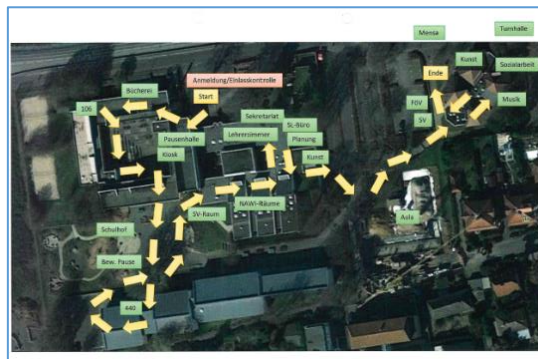 Mensa
Turnhalle
Kunst
Sozialarbeit
Ende
Musik
FöV
SV
Anmeldung/Einlasskontrolle
Start
Bücherei
106
Pausenhalle
Kiosk
Sekretariat
Lehrerzimmer
SL-Büro
Planung
Kunst
NAWI-Räume
SV-Raum
Aula
Schulhof
Bew. Pause
440